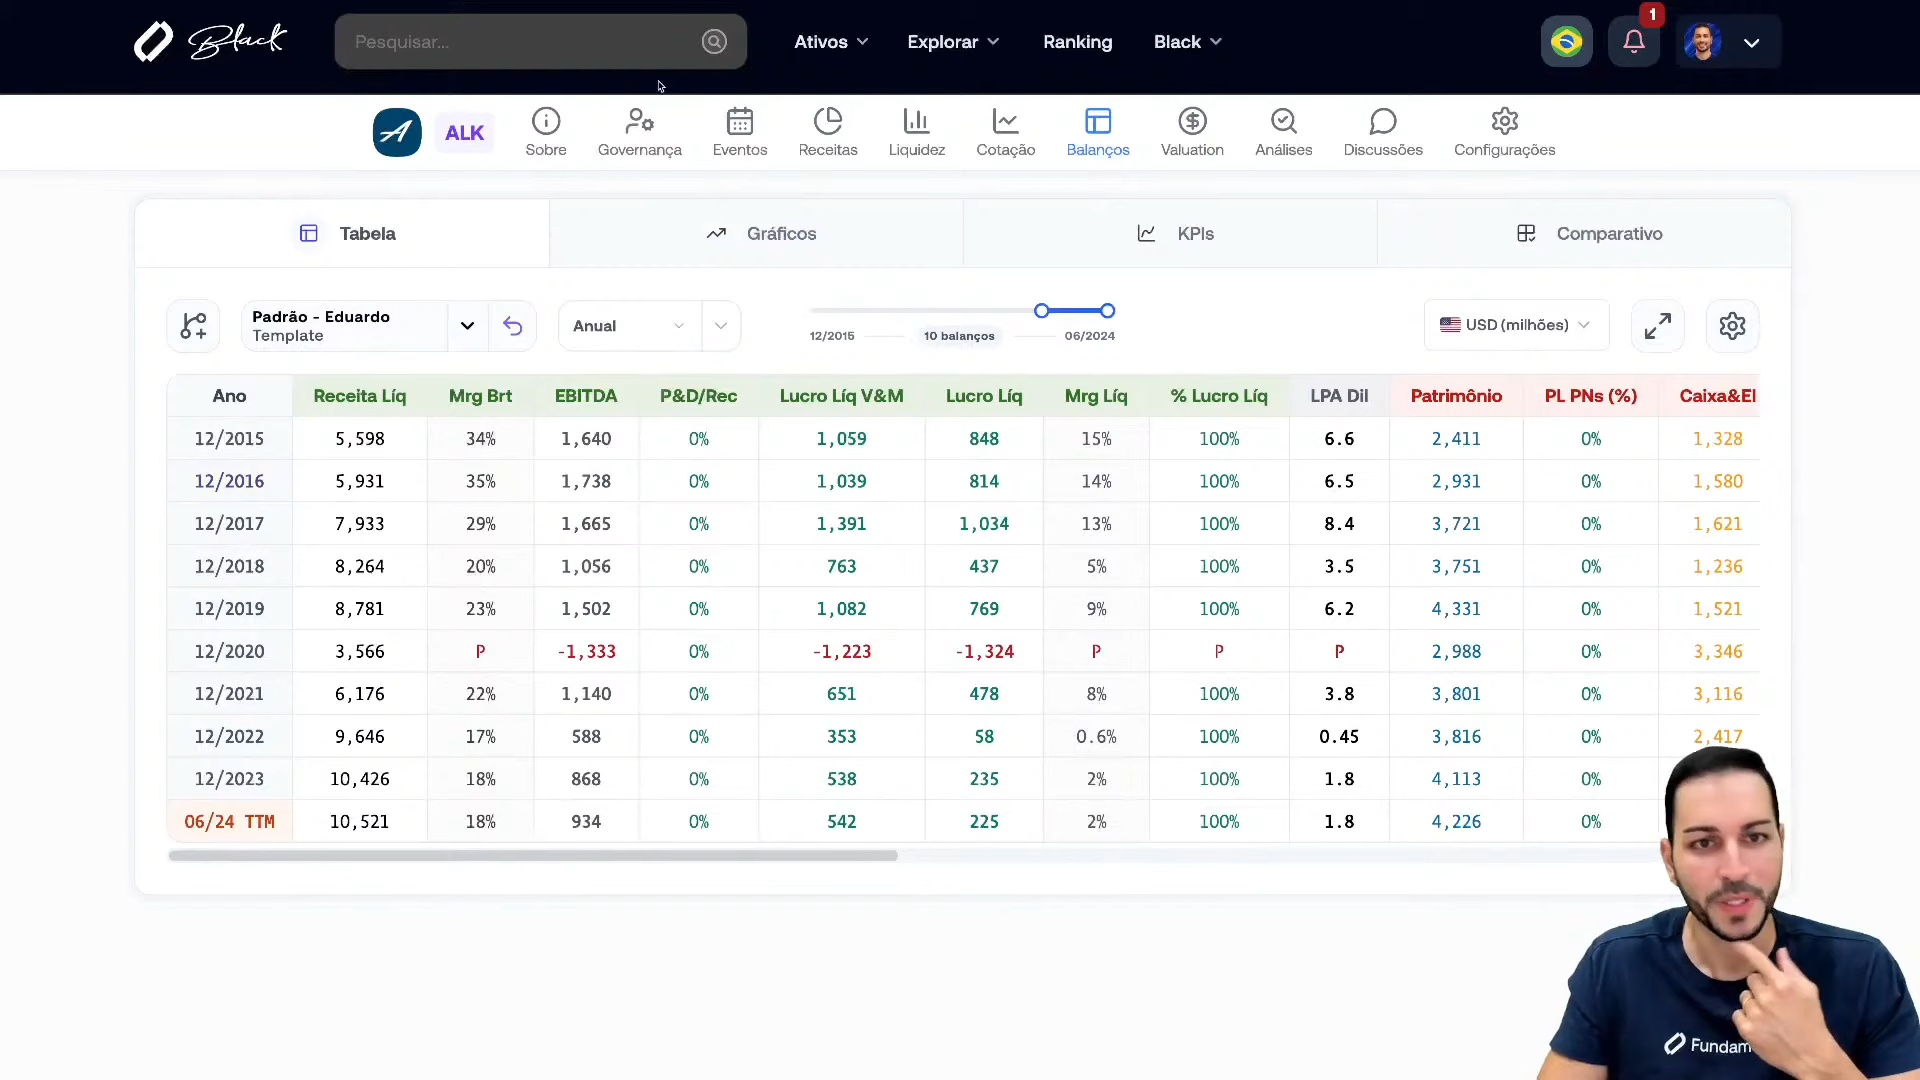 Black
Pesquisar...
Ativos
Explorar
Ranking
Black
1
ALK
Sobre
Governança
Eventos
Receitas
Liquidez
Cotação
Balanços
Valuation
Análises
Discussões
Configurações
Tabela
Gráficos
KPIs
Comparativo
Padrão - Eduardo
Template
Anual
12/2015
10 balanços
06/2024
USD (milhões)
Ano Receita Líq Mrg Brt EBITDA P&D/Rec Lucro Líq V&M Lucro Líq Mrg Líq % Lucro Líq LPA Dil Patrimônio PL PNs (%) Caixa&El
12/2015 5,598 34% 1,640 0% 1,059 848 15% 100% 6.6 2,411 0% 1,328
12/2016 5,931 35% 1,738 0% 1,039 814 14% 100% 6.5 2,931 0% 1,580
12/2017 7,933 29% 1,665 0% 1,391 1,034 13% 100% 8.4 3,721 0% 1,621
12/2018 8,264 20% 1,056 0% 763 437 5% 100% 3.5 3,751 0% 1,236
12/2019 8,781 23% 1,502 0% 1,082 769 9% 100% 6.2 4,331 0% 1,521
12/2020 3,566 P -1,333 0% -1,223 -1,324 P P P 2,988 0% 3,346
12/2021 6,176 22% 1,140 0% 651 478 8% 100% 3.8 3,801 0% 3,116
12/2022 9,646 17% 588 0% 353 58 0.6% 100% 0.45 3,816 0% 2,417
12/2023 10,426 18% 868 0% 538 235 2% 100% 1.8 4,113 0%
06/24 TTM 10,521 18% 934 0% 542 225 2% 100% 1.8 4,226 0%
Fundam